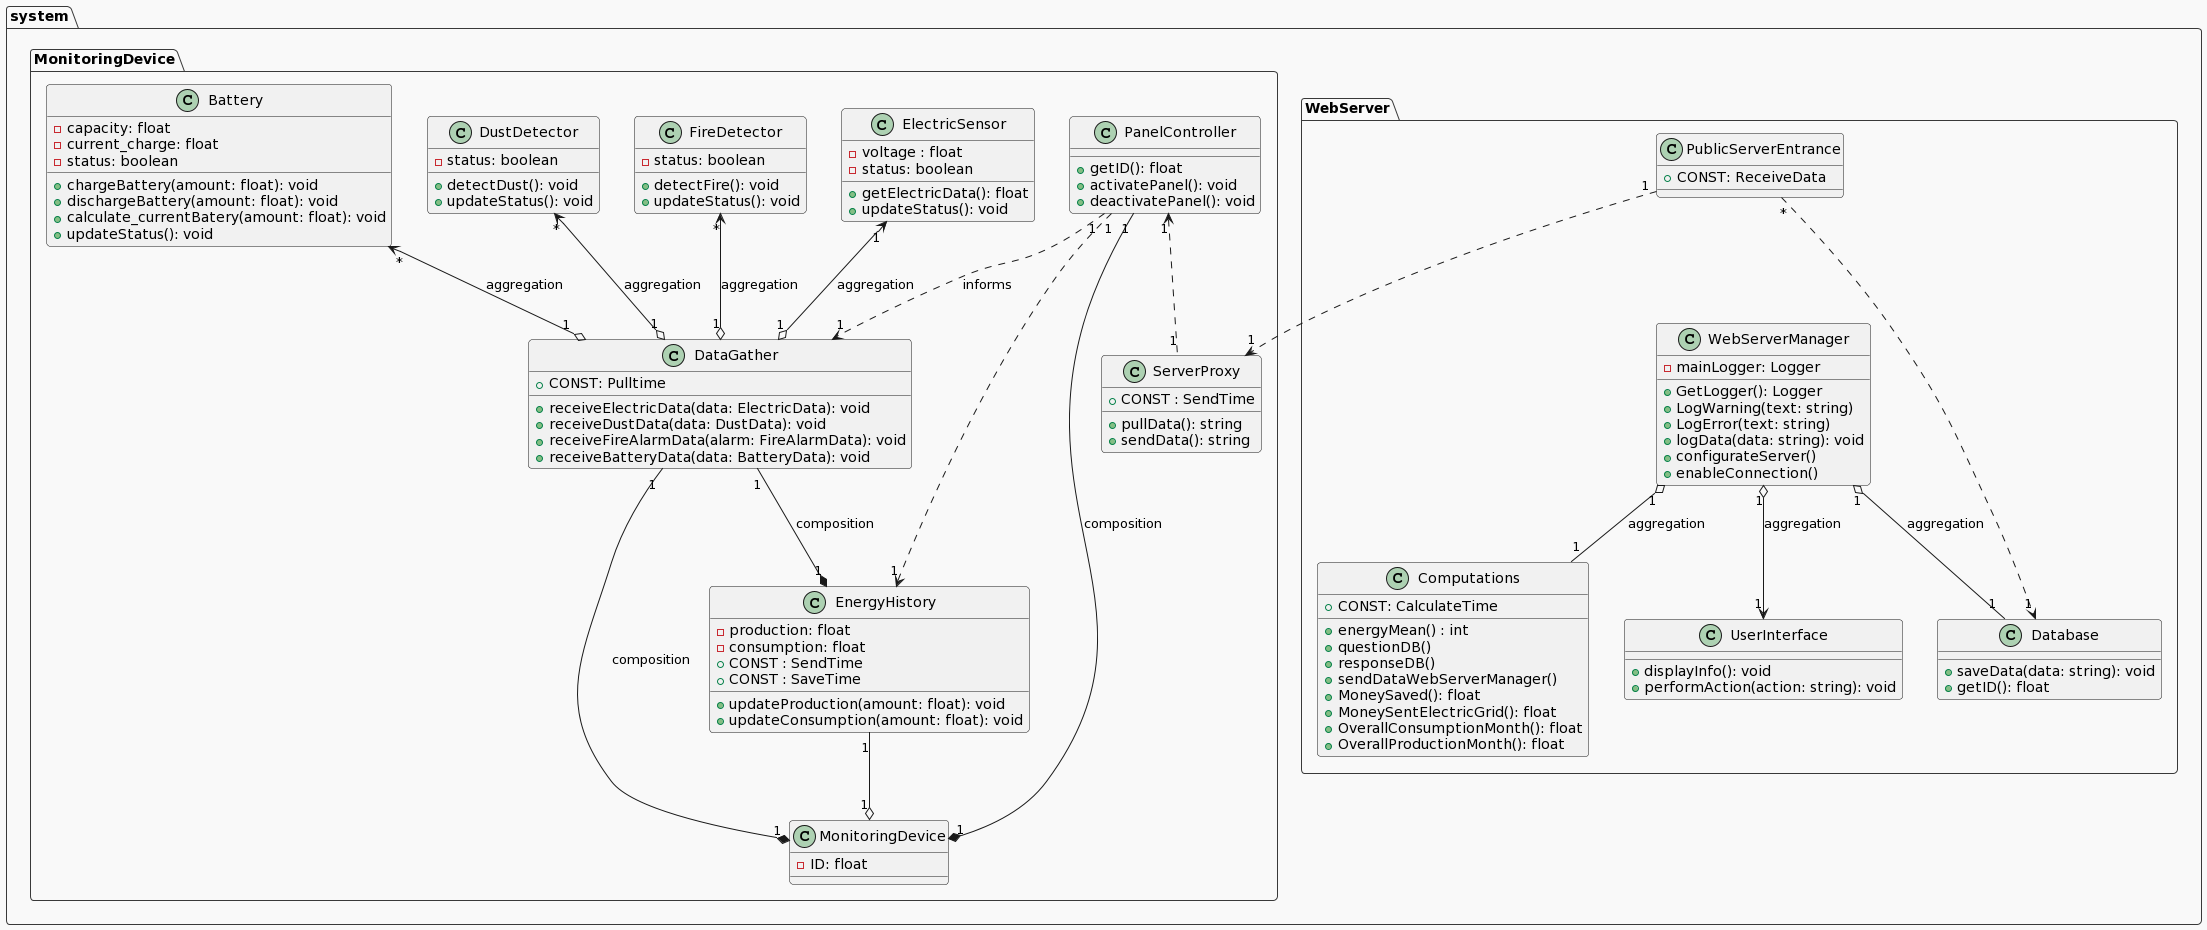 system
MonitoringDevice
C Battery
capacity: float
current_charge: float
status: boolean
chargeBattery(amount: float): void
dischargeBattery(amount: float): void
calculate_currentBatery(amount: float): void
updateStatus(): void
C DustDetector
status: boolean
detectDust(): void
updateStatus(): void
C FireDetector
status: boolean
detectFire(): void
updateStatus(): void
C ElectricSensor
voltage : float
status: boolean
getElectricData(): float
updateStatus(): void
C PanelController
getID(): float
activatePanel(): void
deactivatePanel(): void
* * * 1 1 1 1 1
aggregation aggregation aggregation aggregation informs
1 1 1 1 1 1
C DataGather
CONST: Pulltime
receiveElectricData(data: ElectricData): void
receiveDustData(data: DustData): void
receiveFireAlarmData(alarm: FireAlarmData): void
receiveBatteryData(data: BatteryData): void
C ServerProxy
CONST : SendTime
pullData(): string
sendData(): string
1 1
composition composition
1 1
C EnergyHistory
production: float
consumption: float
CONST : SendTime
CONST : SaveTime
updateProduction(amount: float): void
updateConsumption(amount: float): void
composition
1
1 1 1
C MonitoringDevice
ID: float
WebServer
C PublicServerEntrance
CONST: ReceiveData
1 *
1
C WebServerManager
mainLogger: Logger
GetLogger(): Logger
LogWarning(text: string)
LogError(text: string)
logData(data: string): void
configurateServer()
enableConnection()
1 1 1
aggregation aggregation aggregation
1 1 1 1
C Computations
CONST: CalculateTime
energyMean() : int
questionDB()
responseDB()
sendDataWebServerManager()
MoneySaved(): float
MoneySentElectricGrid(): float
OverallConsumptionMonth(): float
OverallProductionMonth(): float
C UserInterface
displayInfo(): void
performAction(action: string): void
C Database
saveData(data: string): void
getID(): float